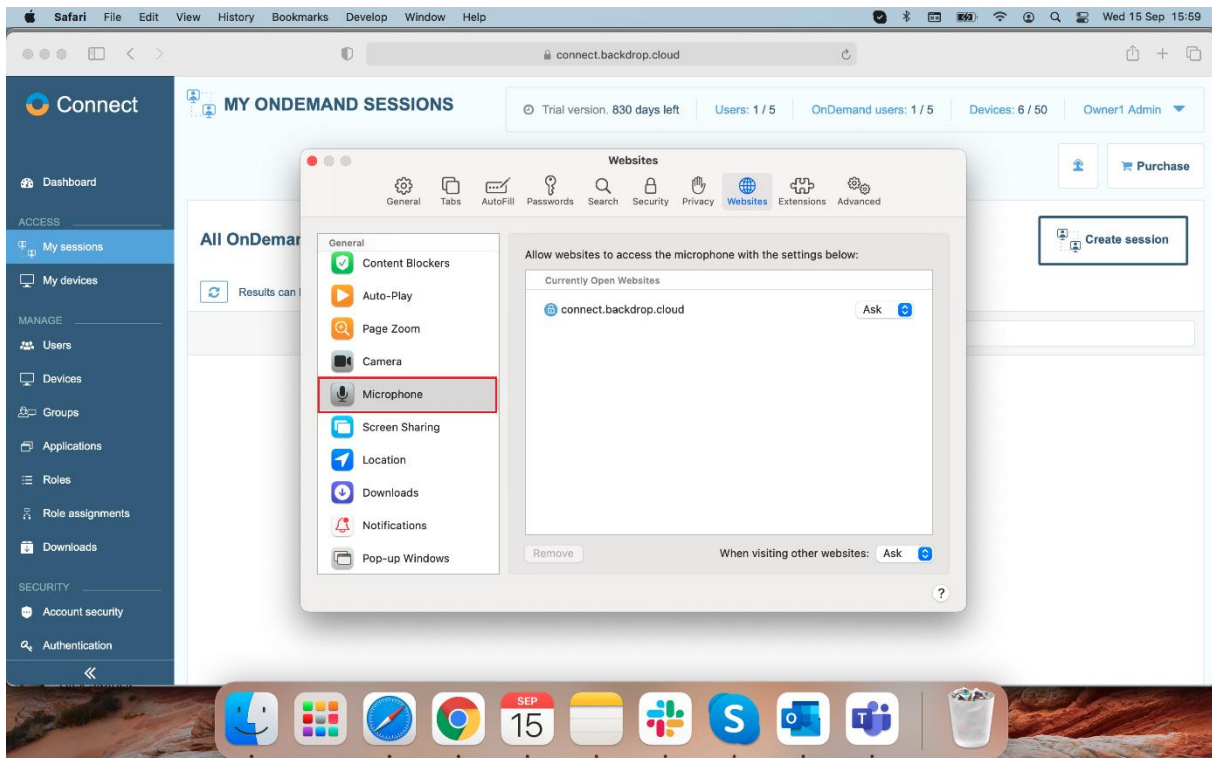 Safari File Edit View History Bookmarks Develop Window Help Wed 15 Sep 15:59
connect.backdrop.cloud
Connect
MY ONDEMAND SESSIONS
Trial version. 830 days left Users: 1 / 5 OnDemand users: 1 / 5 Devices: 6 / 50 Owner1 Admin
Purchase
Dashboard
ACCESS
My sessions
My devices
MANAGE
Users
Devices
Groups
Applications
Roles
Role assignments
Downloads
SECURITY
Account security
Authentication
All OnDemar
Create session
Results can
Websites
General Tabs AutoFill Passwords Search Security Privacy Websites Extensions Advanced
General
Content Blockers
Auto-Play
Page Zoom
Camera
Microphone
Screen Sharing
Location
Downloads
Notifications
Pop-up Windows
Allow websites to access the microphone with the settings below:
Currently Open Websites
connect.backdrop.cloud Ask
Remove When visiting other websites: Ask
?
SEP
15
S